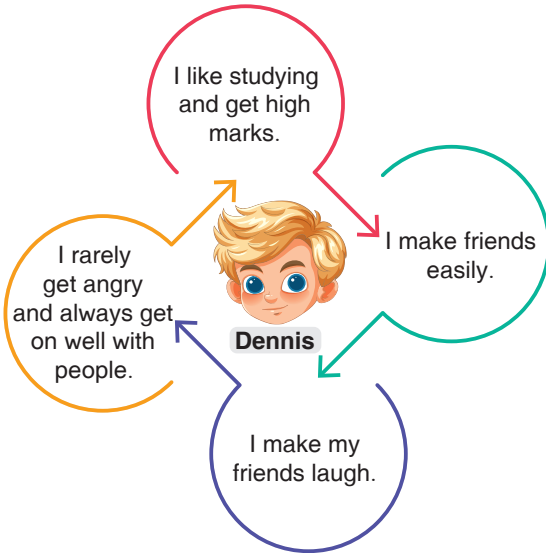 I like studying
and get high
marks.
I make friends
easily.
I rarely
get angry
and always get
on well with
people.
Dennis
I make my
friends laugh.